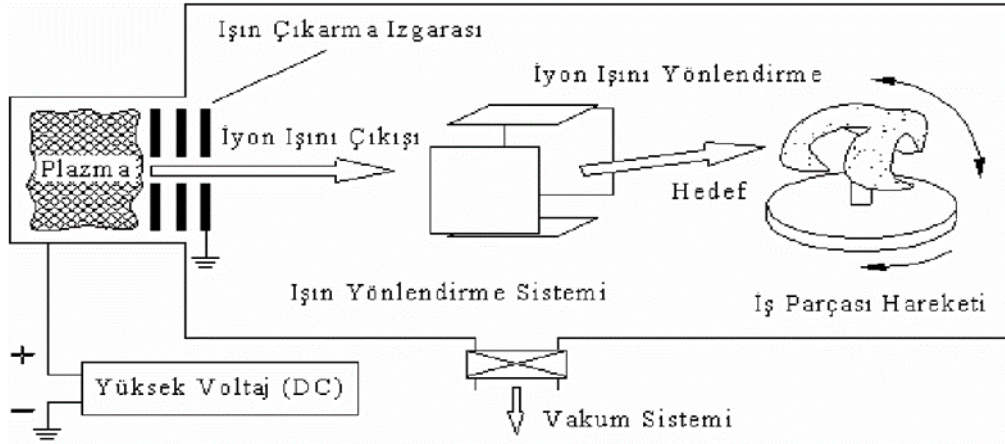 Işın Çıkarma Izgarası
İyon Işını Yönlendirme
İyon Işını Çıkışı
Plazma
Hedef
Işın Yönlendirme Sistemi
İş Parçası Hareketi
+
Yüksek Voltaj (DC)
−
Vakum Sistemi